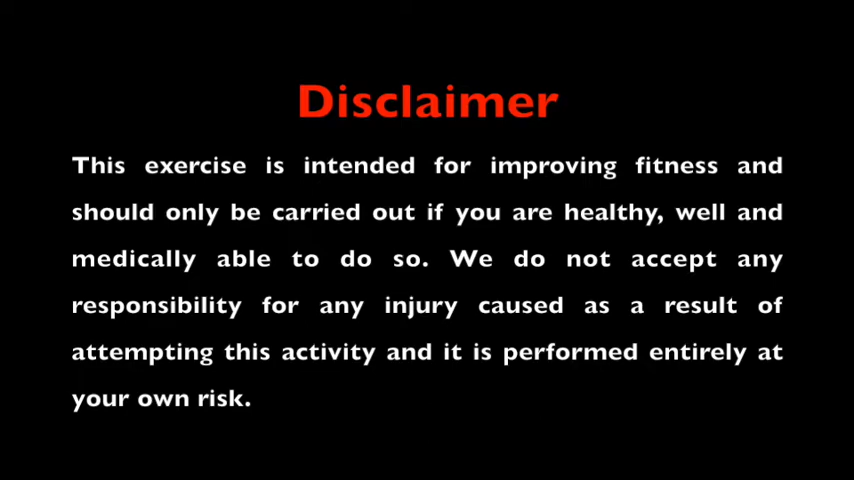 Disclaimer
This exercise is intended for improving fitness and
should only be carried out if you are healthy, well and
medically able to do so. We do not accept any
responsibility for any injury caused as a result of
attempting this activity and it is performed entirely at
your own risk.